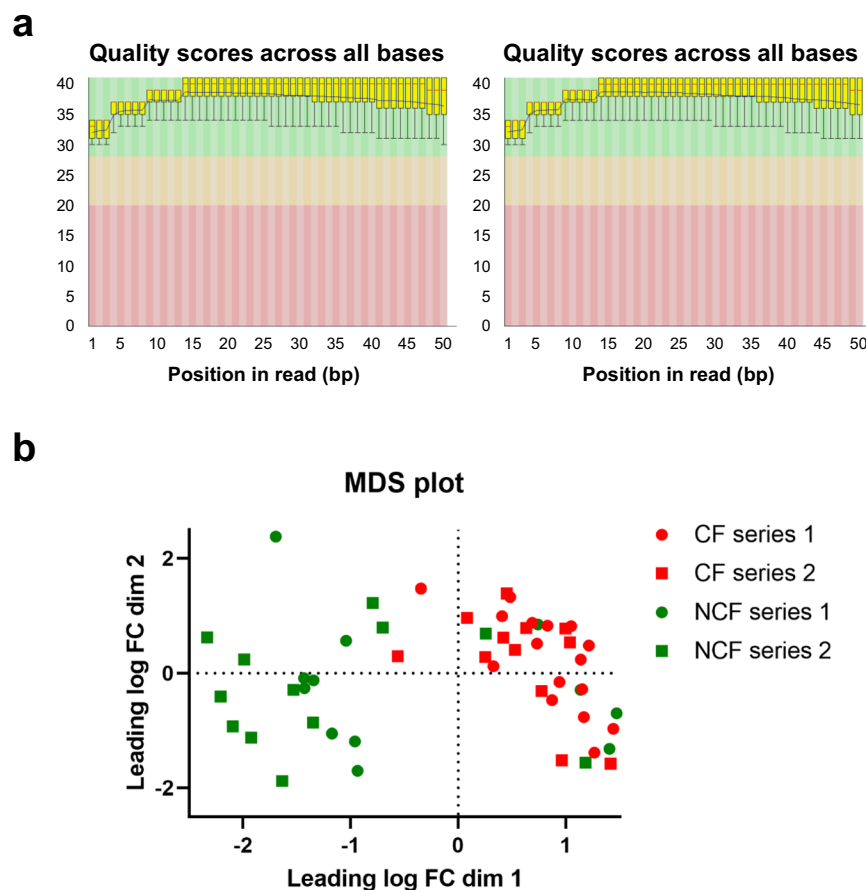 a
Quality scores across all bases
40
35
30
25
20
15
10
5
0
1 5 10 15 20 25 30 35 40 45 50
Position in read (bp)
Quality scores across all bases
40
35
30
25
20
15
10
5
0
1 5 10 15 20 25 30 35 40 45 50
Position in read (bp)
b
MDS plot
Leading log FC dim 2
2
0
-2
-2 -1 0 1
Leading log FC dim 1
CF series 1
CF series 2
NCF series 1
NCF series 2